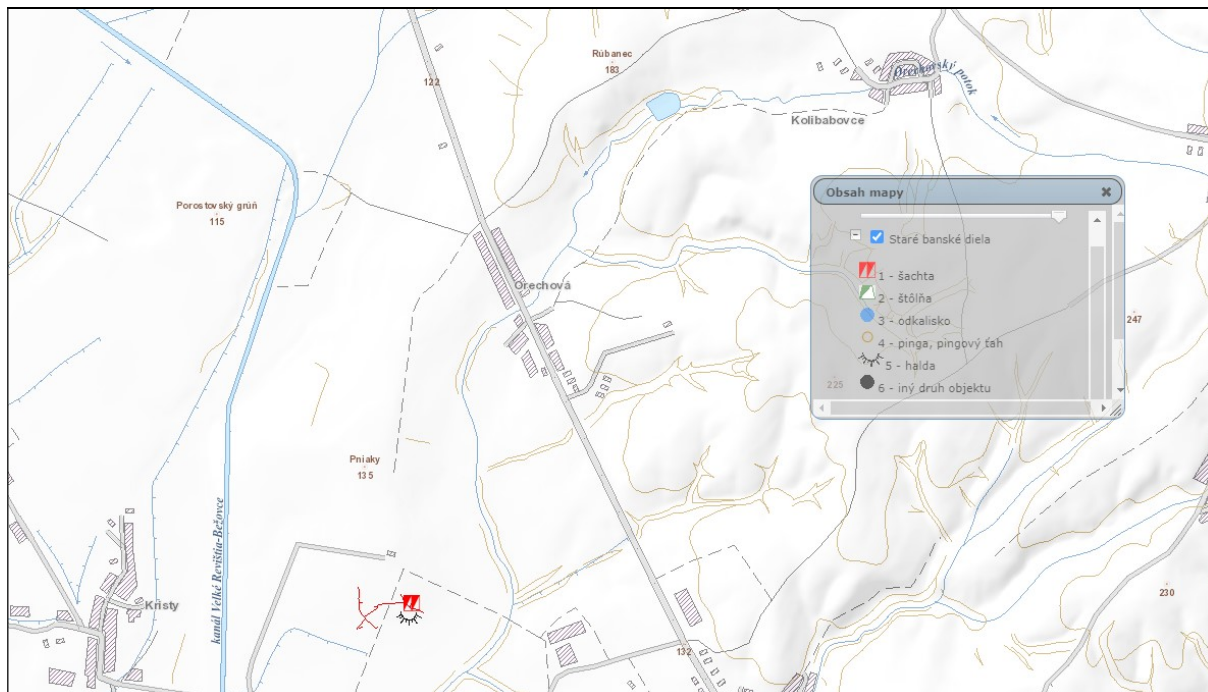 Rúbanec
183
122
Orechovský potok
Kolibabovce
Porostovský grúň
115
Orechová
Pniaky
135
kanál Veľké Revištia-Bežovce
Kristy
132
247
230
Obsah mapy
Staré banské diela
1 - šachta
2 - štôlňa
3 - odkalisko
4 - pinga, pingový ťah
5 - halda
225
6 - iný druh objektu